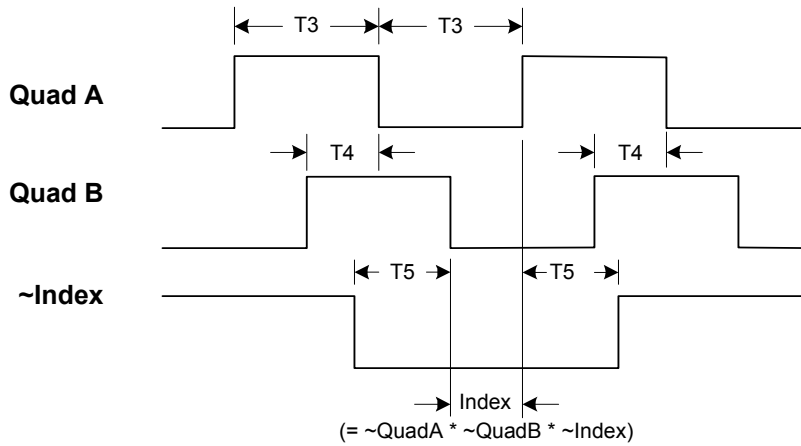 T3 T3
Quad A
T4 T4
Quad B
T5 T5
~Index
Index
(= ~QuadA * ~QuadB * ~Index)